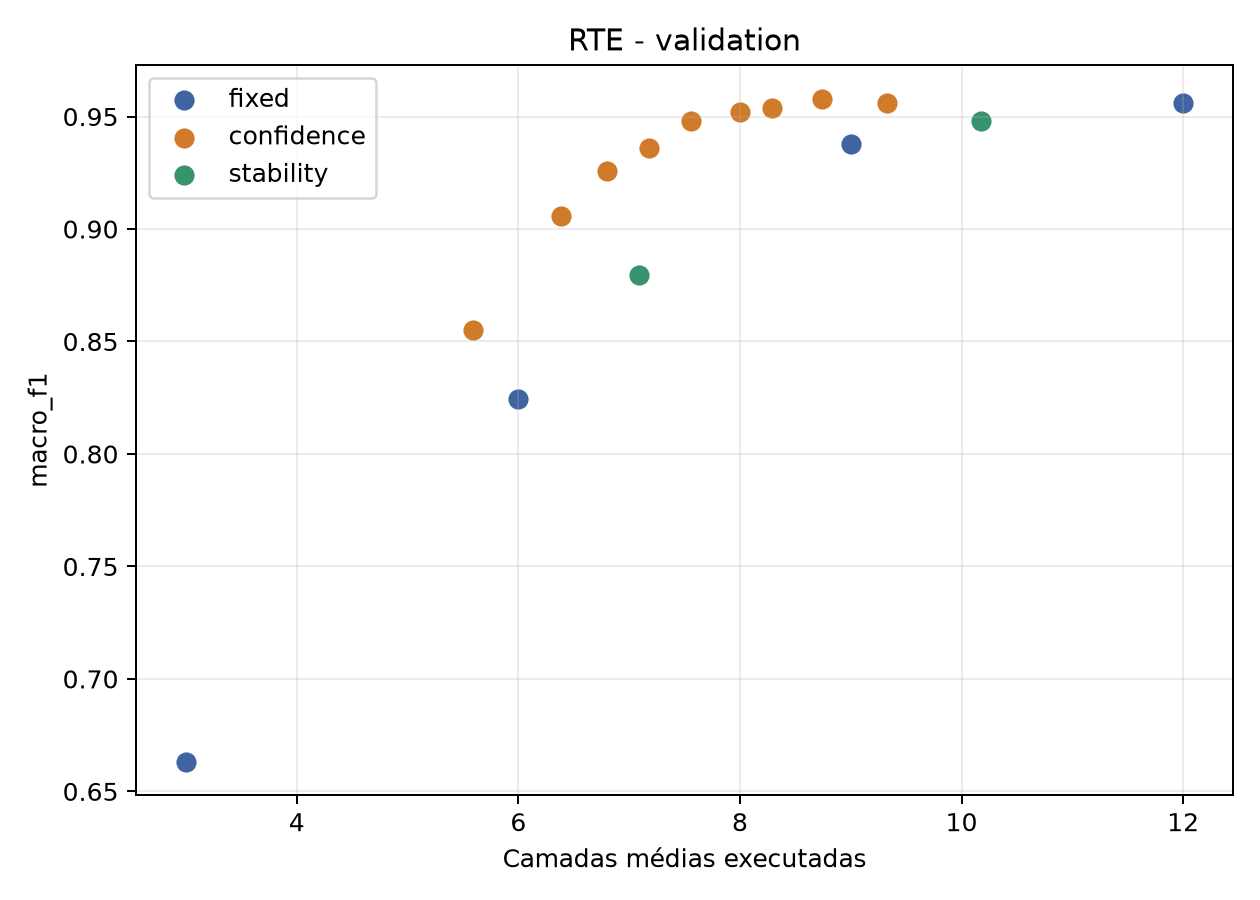 RTE - validation
fixed
confidence
stability
0.95
0.90
0.85
0.80
0.75
0.70
0.65
macro_f1
4 6 8 10 12
Camadas médias executadas